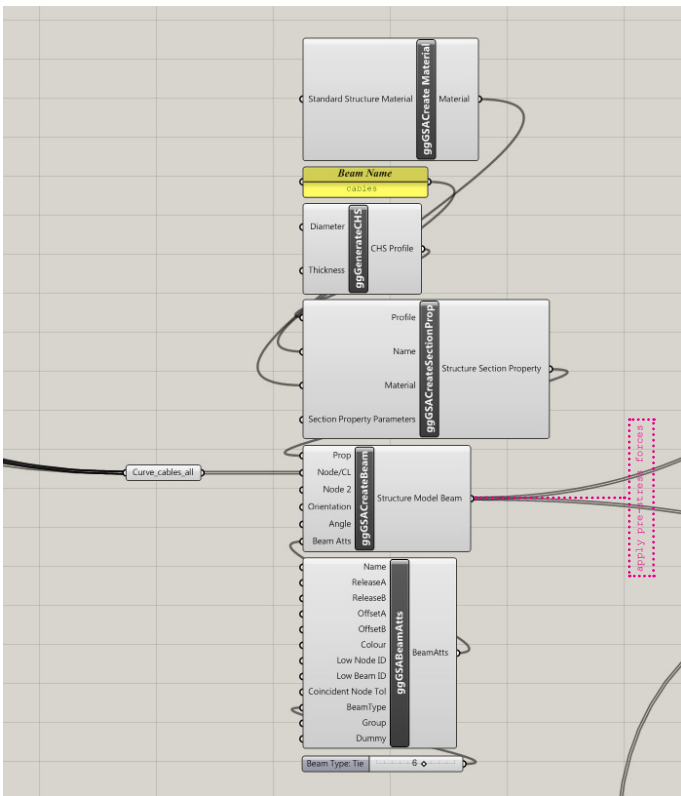 Standard Structure Material
ggGSACreate Material
Material
Beam Name
cables
Diameter
Thickness
ggGenerateCHS
CHS Profile
Profile
Name
Material
Section Property Parameters
ggGSACreateSectionProp
Structure Section Property
Curve_cables_all
Prop
Node/CL
Node 2
Orientation
Angle
Beam Atts
ggGSACreateBeam
Structure Model Beam
apply pre-stress forces
Name
ReleaseA
ReleaseB
OffsetA
OffsetB
Colour
Low Node ID
Low Beam ID
Coincident Node Tol
BeamType
Group
Dummy
ggGSABeamAtts
BeamAtts
Beam Type: Tie
6